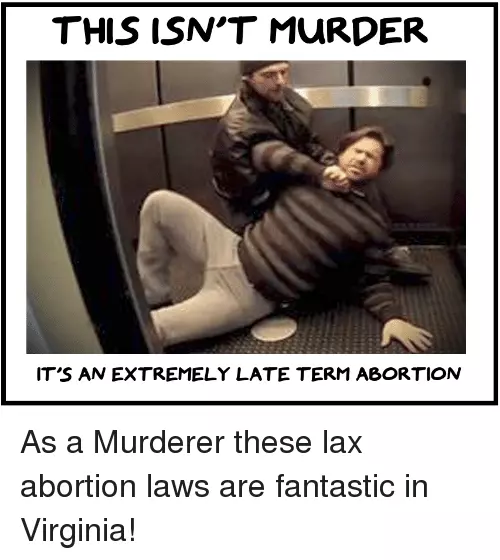 THIS ISN'T MURDER
IT'S AN EXTREMELY LATE TERM ABORTION
As a Murderer these lax
abortion laws are fantastic in
Virginia!